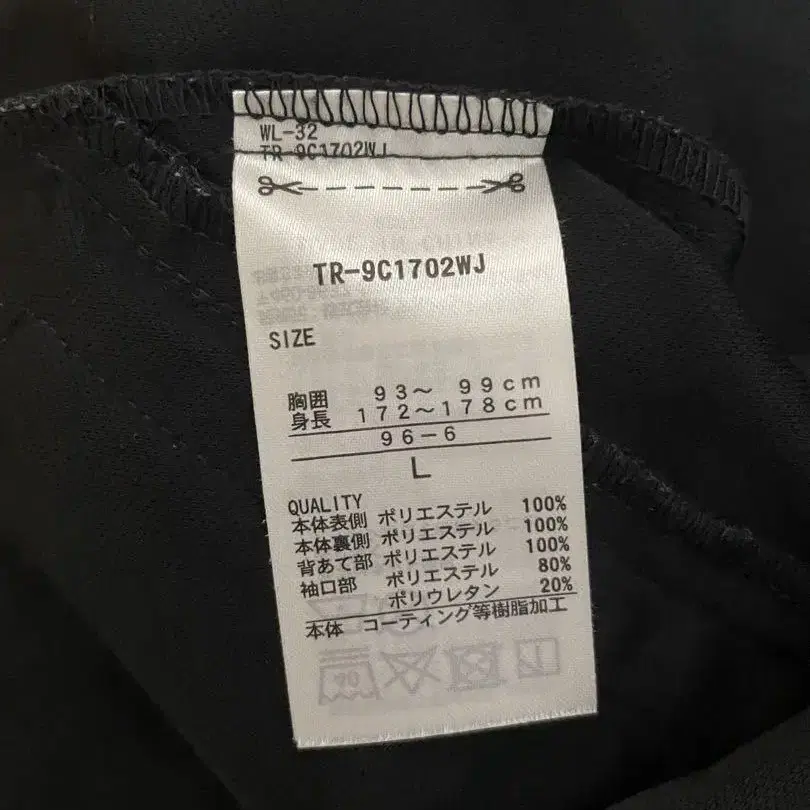 WL-32
TR-9C1702WJ
TR-9C1702WJ
SIZE
胸囲 93〜 99cm
身長 172〜178cm
96-6
L
QUALITY
本体表側 ポリエステル 100%
本体裏側 ポリエステル 100%
背あて部 ポリエステル 100%
袖口部 ポリエステル 80%
ポリウレタン 20%
本体 コーティング等樹脂加工
40